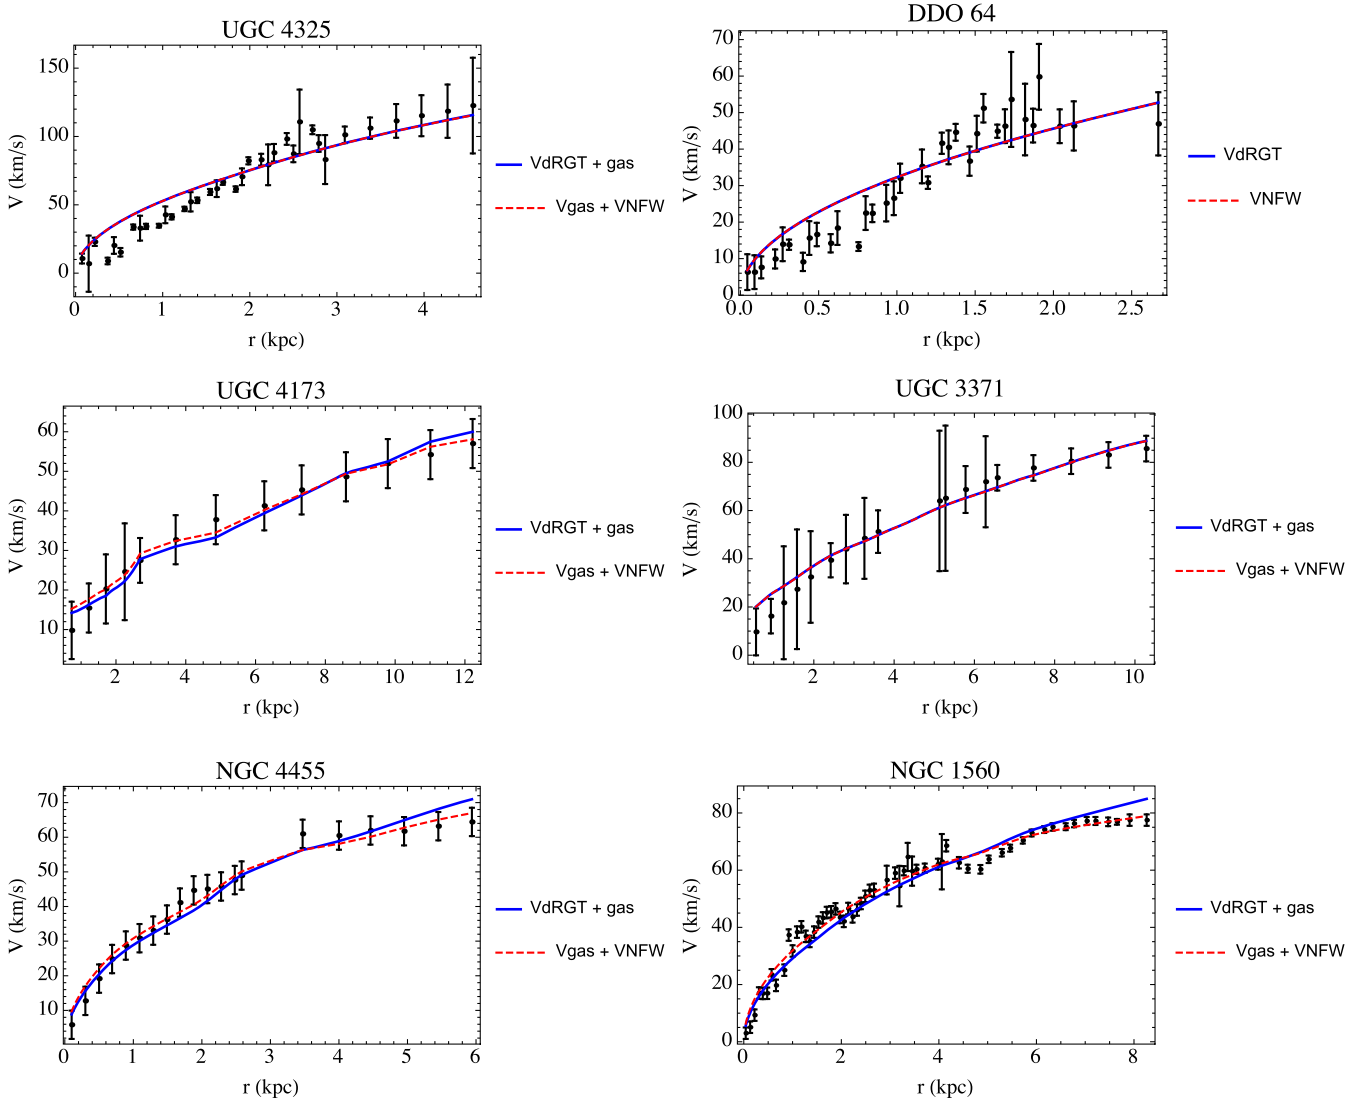 UGC 4325
150
100
50
0
0 1 2 3 4
V (km/s)
r (kpc)
VdRGT + gas
Vgas + VNFW
DDO 64
70
60
50
40
30
20
10
0
0.0 0.5 1.0 1.5 2.0 2.5
V (km/s)
r (kpc)
VdRGT
VNFW
UGC 4173
60
50
40
30
20
10
2 4 6 8 10 12
V (km/s)
r (kpc)
VdRGT + gas
Vgas + VNFW
UGC 3371
100
80
60
40
20
0
2 4 6 8 10
V (km/s)
r (kpc)
VdRGT + gas
Vgas + VNFW
NGC 4455
70
60
50
40
30
20
10
0 1 2 3 4 5 6
V (km/s)
r (kpc)
VdRGT + gas
Vgas + VNFW
NGC 1560
80
60
40
20
0
0 2 4 6 8
V (km/s)
r (kpc)
VdRGT + gas
Vgas + VNFW